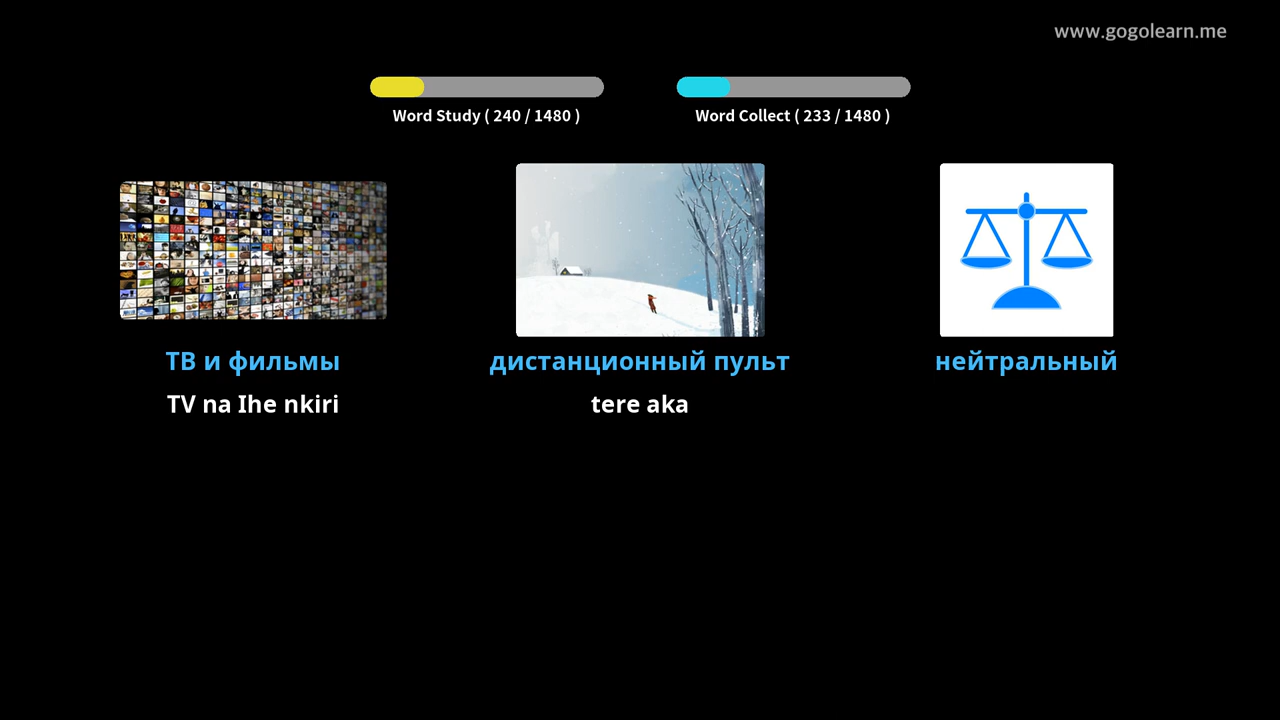 www.gogolearn.me
Word Study ( 240 / 1480 )
Word Collect ( 233 / 1480 )
ТВ и фильмы
дистанционный пульт
нейтральный
TV na Ihe nkiri
tere aka